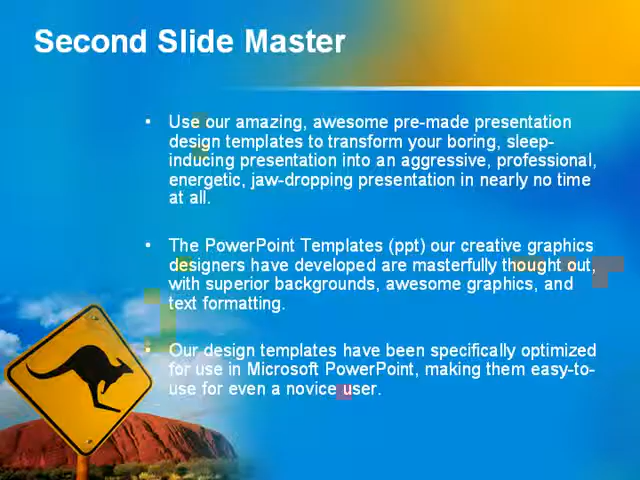 Second Slide Master
• Use our amazing, awesome pre-made presentation
design templates to transform your boring, sleep-
inducing presentation into an aggressive, professional,
energetic, jaw-dropping presentation in nearly no time
at all.
• The PowerPoint Templates (ppt) our creative graphics
designers have developed are masterfully thought out,
with superior backgrounds, awesome graphics, and
text formatting.
• Our design templates have been specifically optimized
for use in Microsoft PowerPoint, making them easy-to-
use for even a novice user.